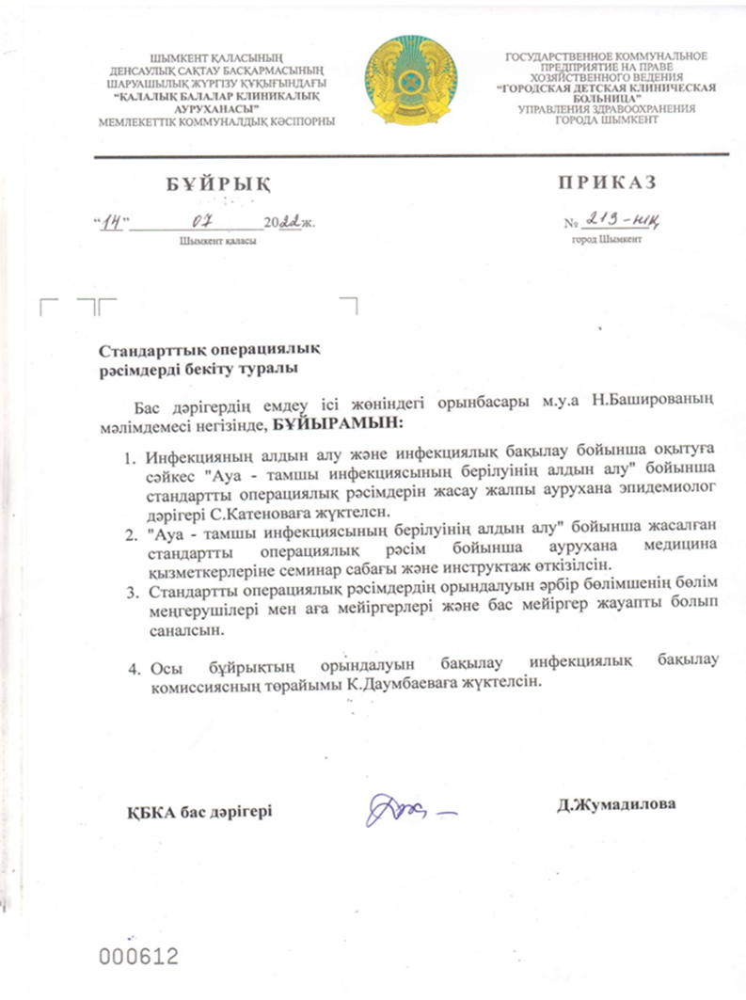 ШЫМКЕНТ ҚАЛАСЫНЫҢ
ДЕНСАУЛЫҚ САҚТАУ БАСҚАРМАСЫНЫҢ
ШАРУАШЫЛЫҚ ЖҮРГІЗУ ҚҰҚЫҒЫНДАҒЫ
“ҚАЛАЛЫҚ БАЛАЛАР КЛИНИКАЛЫҚ
АУРУХАНАСЫ”
МЕМЛЕКЕТТІК КОММУНАЛДЫҚ КӘСІПОРНЫ
ГОСУДАРСТВЕННОЕ КОММУНАЛЬНОЕ
ПРЕДПРИЯТИЕ НА ПРАВЕ
ХОЗЯЙСТВЕННОГО ВЕДЕНИЯ
“ГОРОДСКАЯ ДЕТСКАЯ КЛИНИЧЕСКАЯ
БОЛЬНИЦА”
УПРАВЛЕНИЯ ЗДРАВООХРАНЕНИЯ
ГОРОДА ШЫМКЕНТ
БҰЙРЫҚ
ПРИКАЗ
“14” 07 2022ж.
№ 219-нқ
Шымкент қаласы
город Шымкент
Стандарттық операциялық
рәсімдерді бекіту туралы
Бас дәрігердің емдеу ісі жөніндегі орынбасары м.у.а Н.Башированың
мәлімдемесі негізінде, БҰЙЫРАМЫН:
1. Инфекцияның алдын алу және инфекциялық бақылау бойынша оқытуға
сәйкес "Ауа - тамшы инфекциясының берілуінің алдын алу" бойынша
стандартты операциялық рәсімдерін жасау жалпы аурухана эпидемиолог
дәрігері С.Катеноваға жүктелсн.
2. "Ауа - тамшы инфекциясының берілуінің алдын алу" бойынша жасалған
стандартты операциялық рәсім бойынша аурухана медицина
қызметкерлеріне семинар сабағы және инструктаж өткізілсін.
3. Стандартты операциялық рәсімдердің орындалуын әрбір бөлімшенің бөлім
меңгерушілері мен аға мейіргерлері және бас мейіргер жауапты болып
саналсын.
4. Осы бұйрықтың орындалуын бақылау инфекциялық бақылау
комиссиясның төрайымы К.Даумбаеваға жүктелсін.
ҚБКА бас дәрігері
Д.Жумадилова
000612